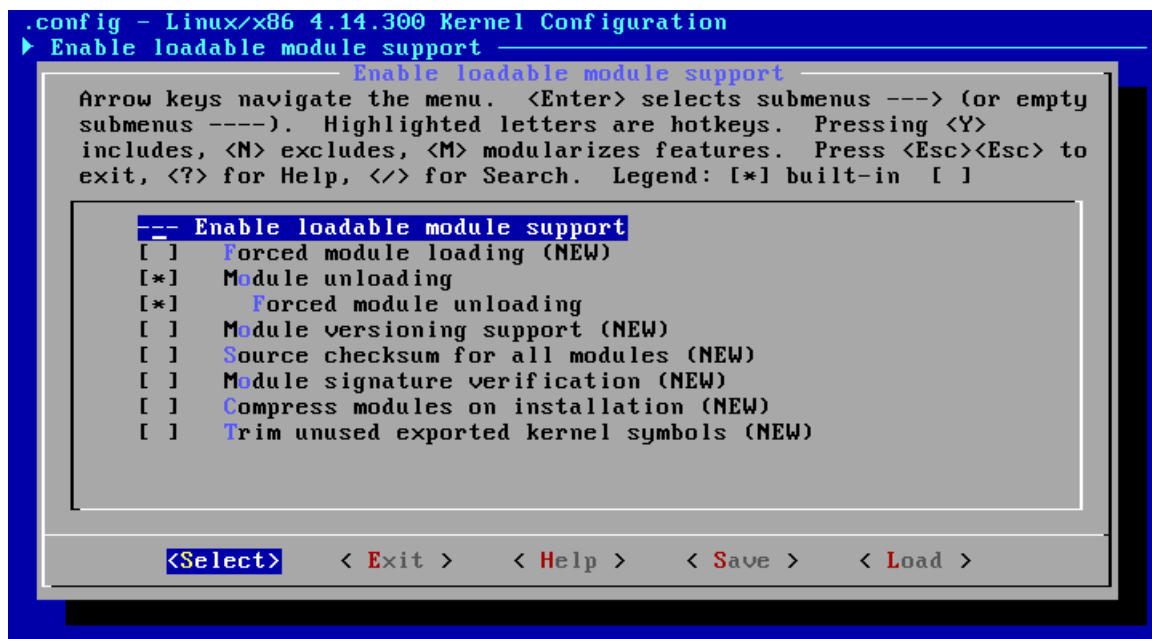 .config - Linux/x86 4.14.300 Kernel Configuration
▶ Enable loadable module support
Enable loadable module support
Arrow keys navigate the menu.  <Enter> selects submenus ---> (or empty
submenus ----).  Highlighted letters are hotkeys.  Pressing <Y>
includes, <N> excludes, <M> modularizes features.  Press <Esc><Esc> to
exit, <?> for Help, </> for Search.  Legend: [*] built-in  [ ]
--- Enable loadable module support
[ ]   Forced module loading (NEW)
[*]   Module unloading
[*]     Forced module unloading
[ ]   Module versioning support (NEW)
[ ]   Source checksum for all modules (NEW)
[ ]   Module signature verification (NEW)
[ ]   Compress modules on installation (NEW)
[ ]   Trim unused exported kernel symbols (NEW)
<Select>    < Exit >    < Help >    < Save >    < Load >